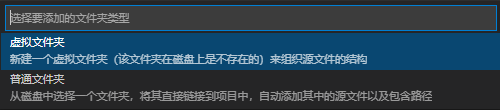 选择要添加的文件夹类型
虚拟文件夹
新建一个虚拟文件夹（该文件夹在磁盘上是不存在的）来组织源文件的结构
普通文件夹
从磁盘中选择一个文件夹，将其直接链接到项目中，自动添加其中的源文件以及包含路径